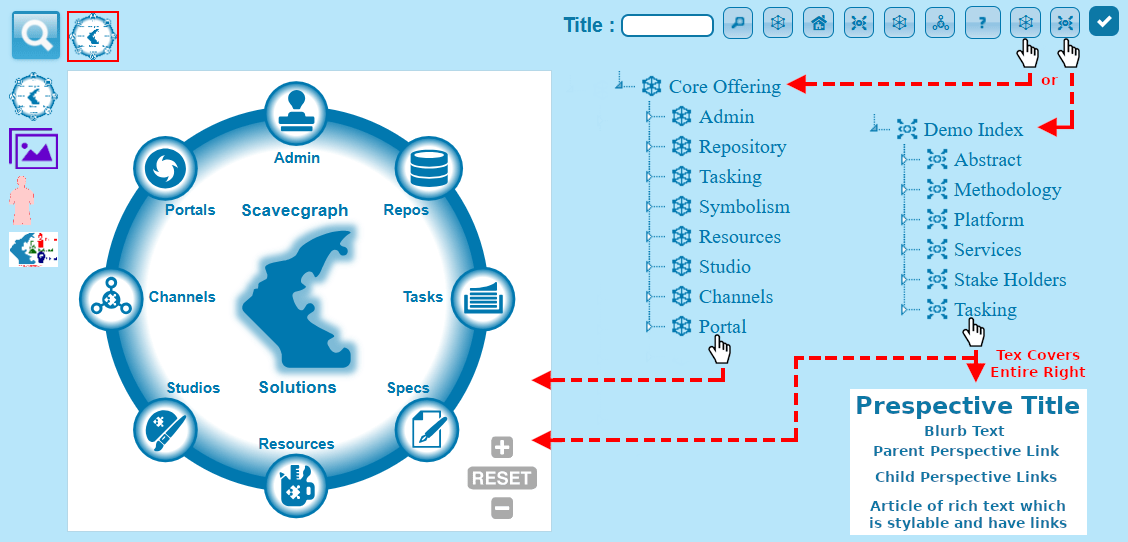 Title :
?
Core Offering
Admin
Repository
Tasking
Symbolism
Resources
Studio
Channels
Portal
or
Demo Index
Abstract
Methodology
Platform
Services
Stake Holders
Tasking
Admin
Portals
Scavecgraph
Repos
Channels
Tasks
Studios
Solutions
Specs
Resources
RESET
Tex Covers
Entire Right
Prespective Title
Blurb Text
Parent Perspective Link
Child Perspective Links
Article of rich text which
is stylable and have links